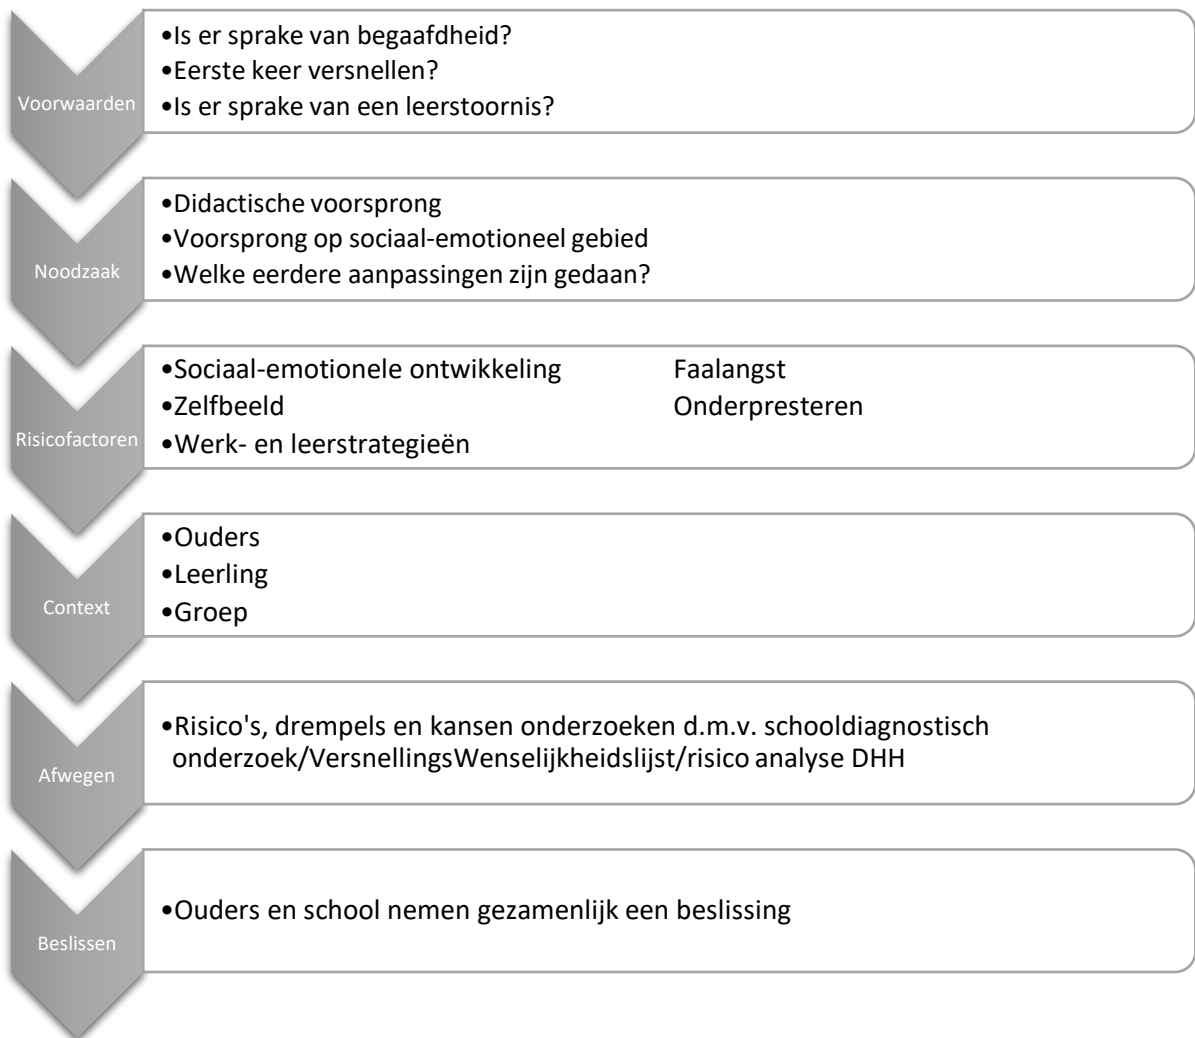 Voorwaarden
•Is er sprake van begaafdheid?
•Eerste keer versnellen?
•Is er sprake van een leerstoornis?
Noodzaak
•Didactische voorsprong
•Voorsprong op sociaal-emotioneel gebied
•Welke eerdere aanpassingen zijn gedaan?
Risicofactoren
•Sociaal-emotionele ontwikkeling Faalangst
•Zelfbeeld Onderpresteren
•Werk- en leerstrategieën
Context
•Ouders
•Leerling
•Groep
Afwegen
•Risico's, drempels en kansen onderzoeken d.m.v. schooldiagnostisch
onderzoek/VersnellingsWenselijkheidslijst/risico analyse DHH
Beslissen
•Ouders en school nemen gezamenlijk een beslissing